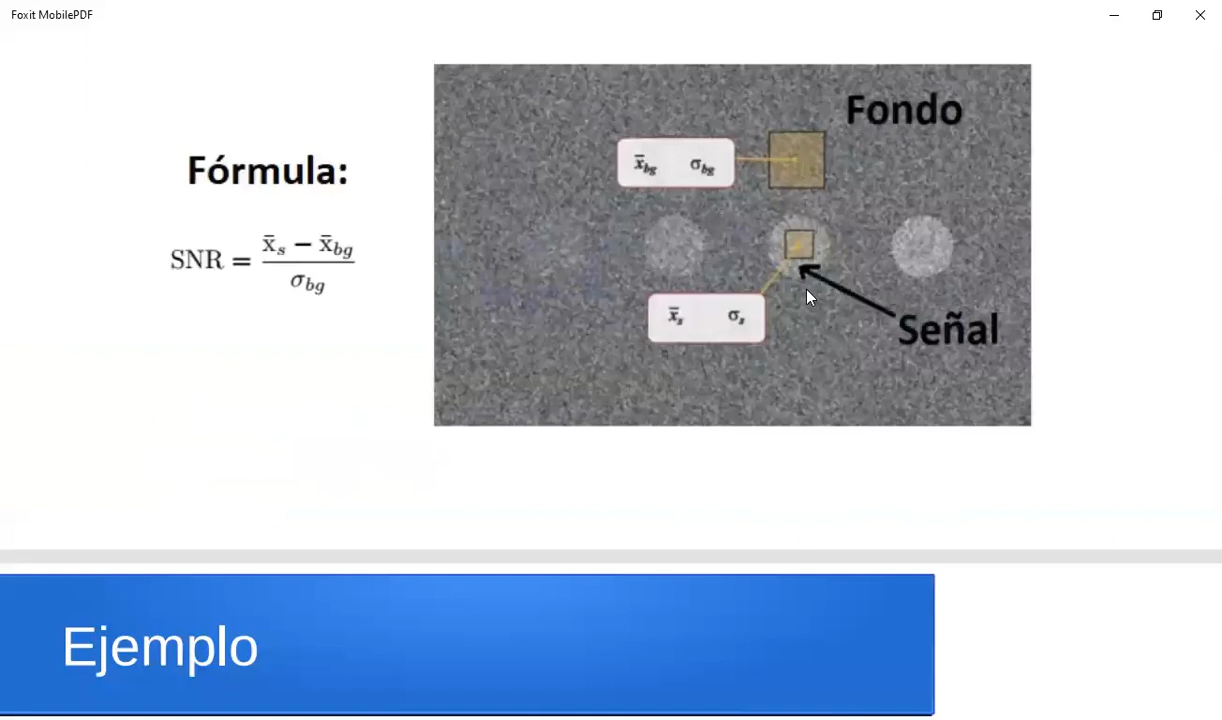 Foxit MobilePDF
Fondo
x̄bg σbg
Fórmula:
SNR = (x̄s − x̄bg) / σbg
x̄s σs
Señal
Ejemplo